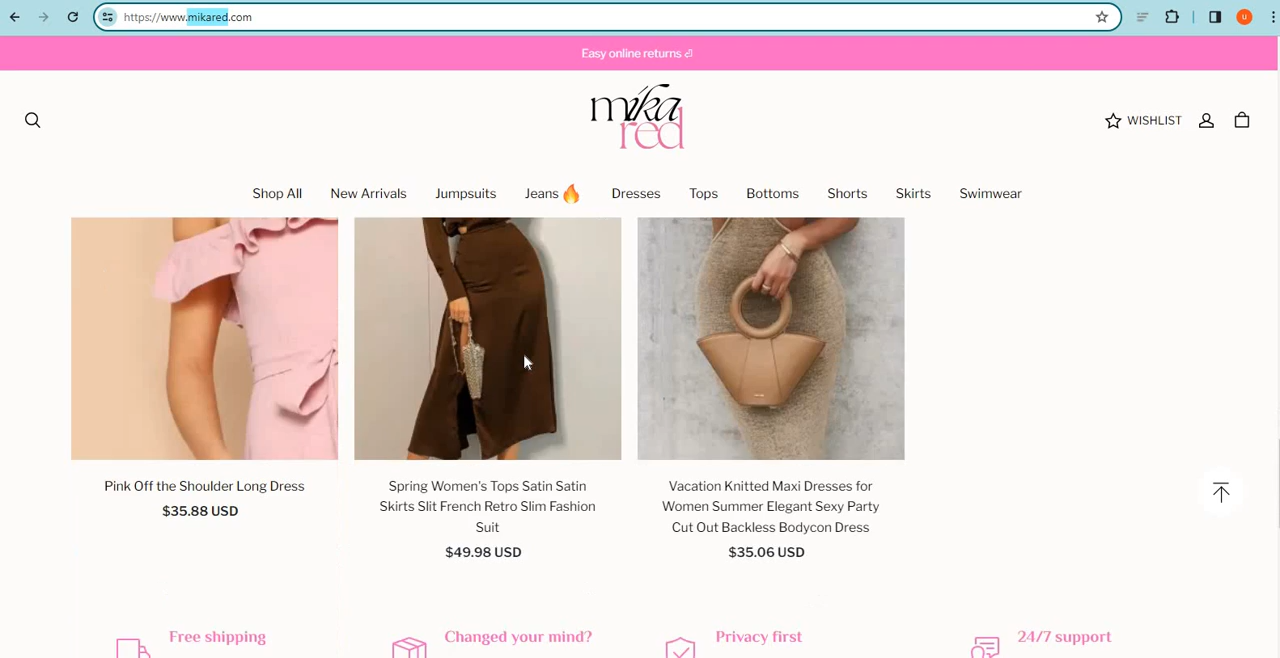 https://www.mikared.com
u
Easy online returns ⏎
mika
red
WISHLIST
Shop All New Arrivals Jumpsuits Jeans 🔥 Dresses Tops Bottoms Shorts Skirts Swimwear
Pink Off the Shoulder Long Dress
$35.88 USD
Spring Women's Tops Satin Satin
Skirts Slit French Retro Slim Fashion
Suit
$49.98 USD
Vacation Knitted Maxi Dresses for
Women Summer Elegant Sexy Party
Cut Out Backless Bodycon Dress
$35.06 USD
Free shipping
Changed your mind?
Privacy first
24/7 support